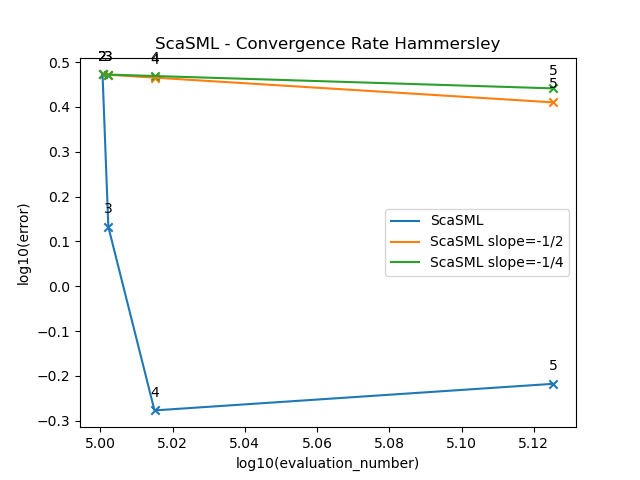 ScaSML - Convergence Rate Hammersley
log10(error)
0.5
0.4
0.3
0.2
0.1
0.0
−0.1
−0.2
−0.3
2
3
4
4
5
5
3
4
5
ScaSML
ScaSML slope=-1/2
ScaSML slope=-1/4
5.00 5.02 5.04 5.06 5.08 5.10 5.12
log10(evaluation_number)